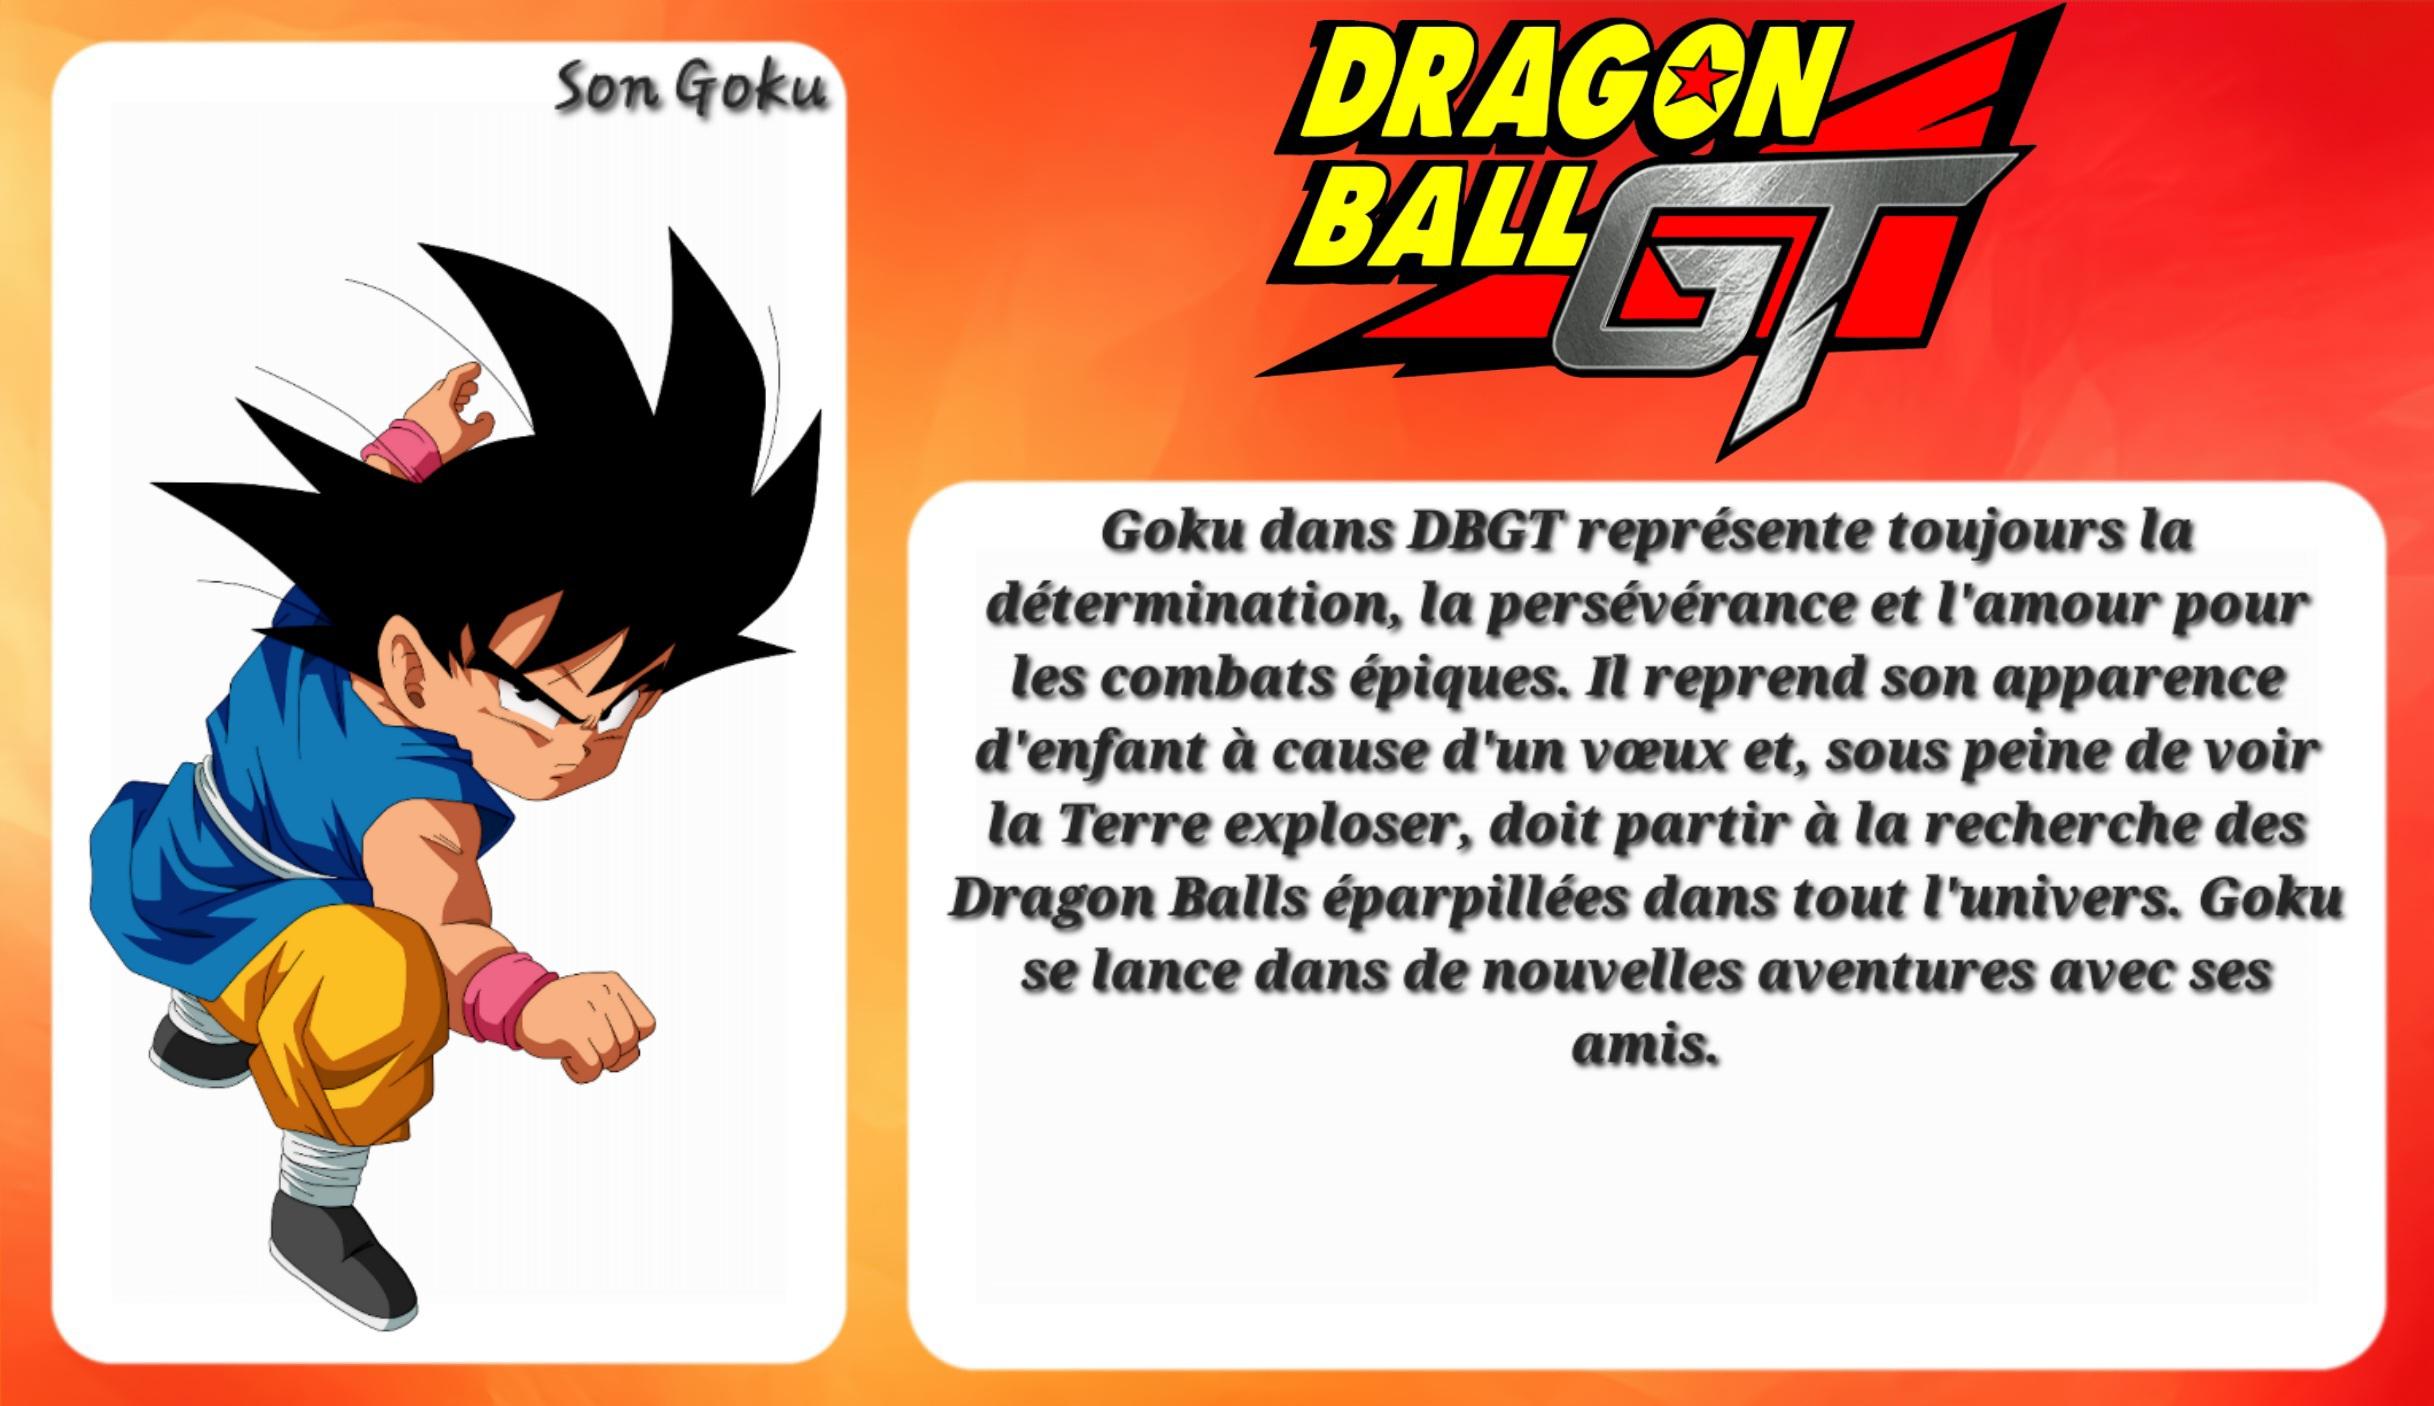 Son Goku
DRAGON
BALL GT
Goku dans DBGT représente toujours la
détermination, la persévérance et l'amour pour
les combats épiques. Il reprend son apparence
d'enfant à cause d'un vœux et, sous peine de voir
la Terre exploser, doit partir à la recherche des
Dragon Balls éparpillées dans tout l'univers. Goku
se lance dans de nouvelles aventures avec ses
amis.